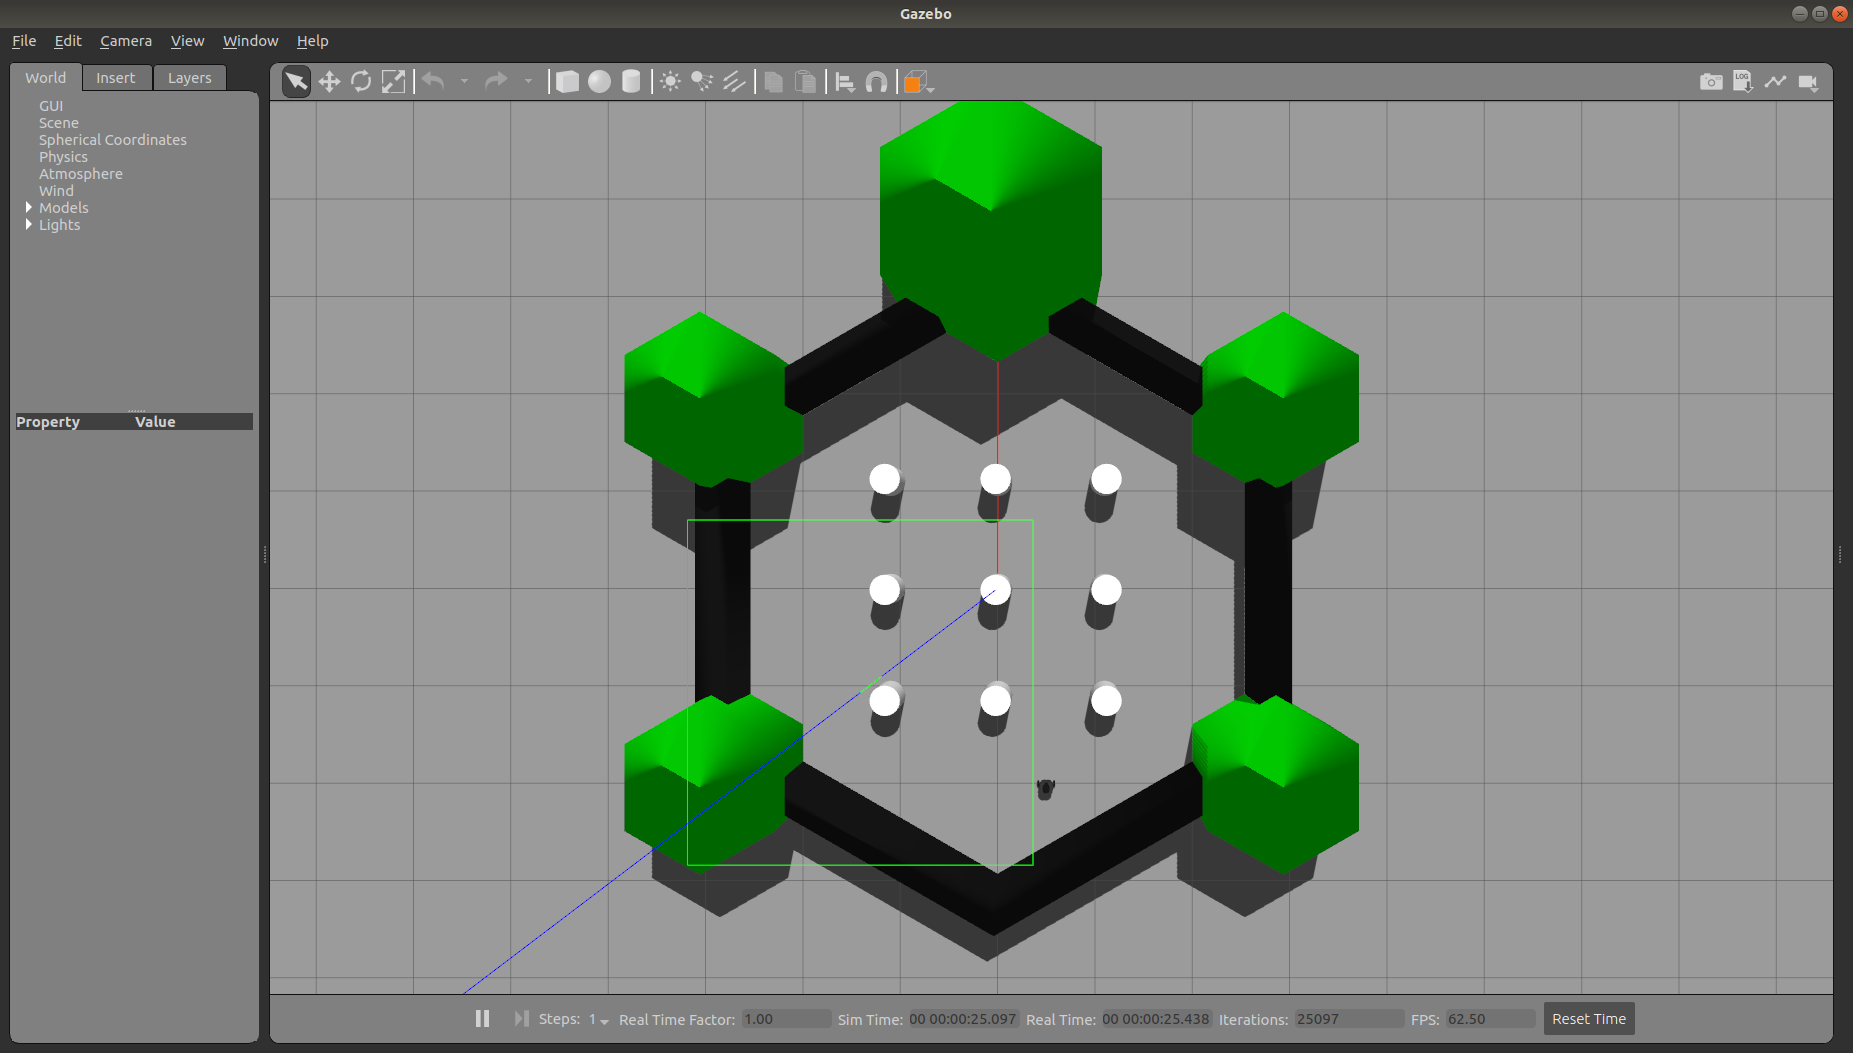 Gazebo
File Edit Camera View Window Help
World Insert Layers
LOG
GUI
Scene
Spherical Coordinates
Physics
Atmosphere
Wind
Models
Lights
Property Value
Steps: 1 Real Time Factor: 1.00 Sim Time: 00 00:00:25.097 Real Time: 00 00:00:25.438 Iterations: 25097 FPS: 62.50 Reset Time